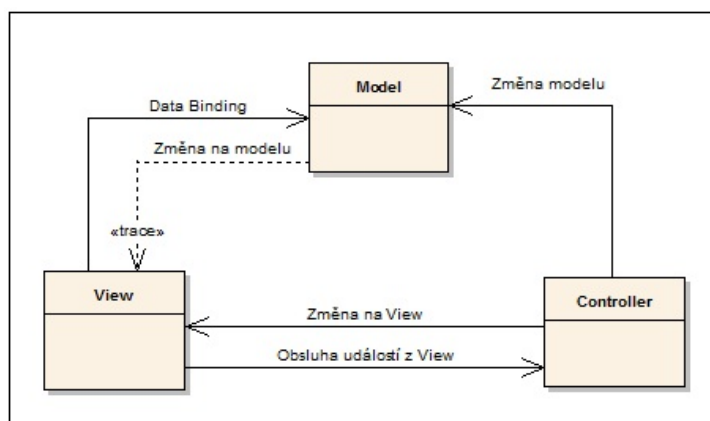 Model
Změna modelu
Data Binding
Změna na modelu
«trace»
View
Controller
Změna na View
Obsluha událostí z View